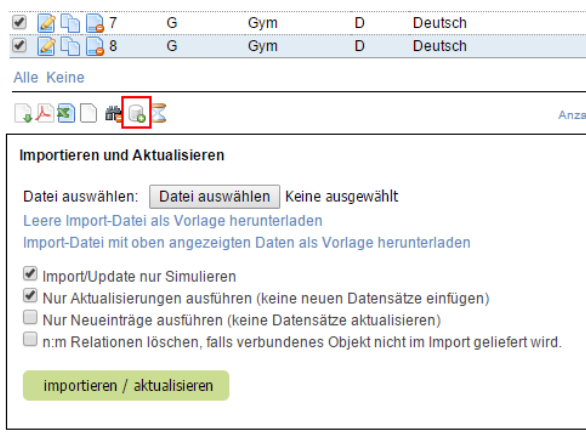 7 G Gym D Deutsch
8 G Gym D Deutsch
Alle Keine
Anza
Importieren und Aktualisieren
Datei auswählen: Datei auswählen Keine ausgewählt
Leere Import-Datei als Vorlage herunterladen
Import-Datei mit oben angezeigten Daten als Vorlage herunterladen
Import/Update nur Simulieren
Nur Aktualisierungen ausführen (keine neuen Datensätze einfügen)
Nur Neueinträge ausführen (keine Datensätze aktualisieren)
n:m Relationen löschen, falls verbundenes Objekt nicht im Import geliefert wird.
importieren / aktualisieren